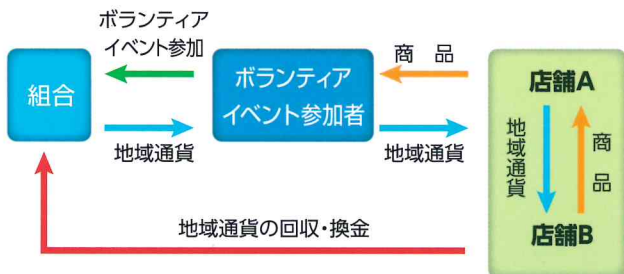 ボランティア
イベント参加
組合
地域通貨
ボランティア
イベント参加者
商品
地域通貨
店舗A
地域通貨
商品
店舗B
地域通貨の回収・換金